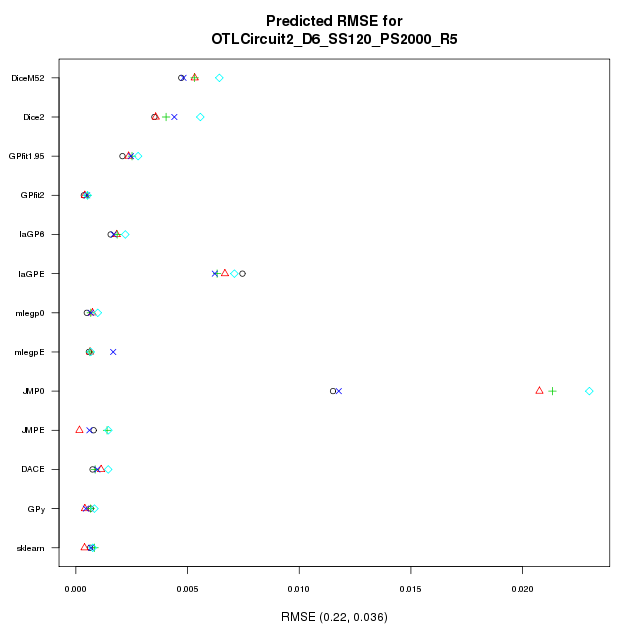 Predicted RMSE for
OTLCircuit2_D6_SS120_PS2000_R5
DiceM52
Dice2
GPfit1.95
GPfit2
laGP6
laGPE
mlegp0
mlegpE
JMP0
JMPE
DACE
GPy
sklearn
0.000 0.005 0.010 0.015 0.020
RMSE (0.22, 0.036)